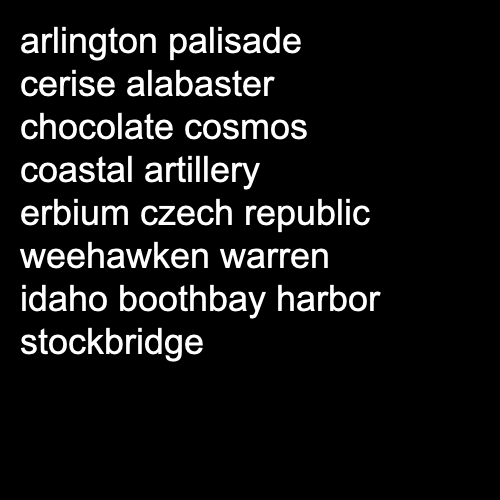 arlington palisade
cerise alabaster
chocolate cosmos
coastal artillery
erbium czech republic
weehawken warren
idaho boothbay harbor
stockbridge